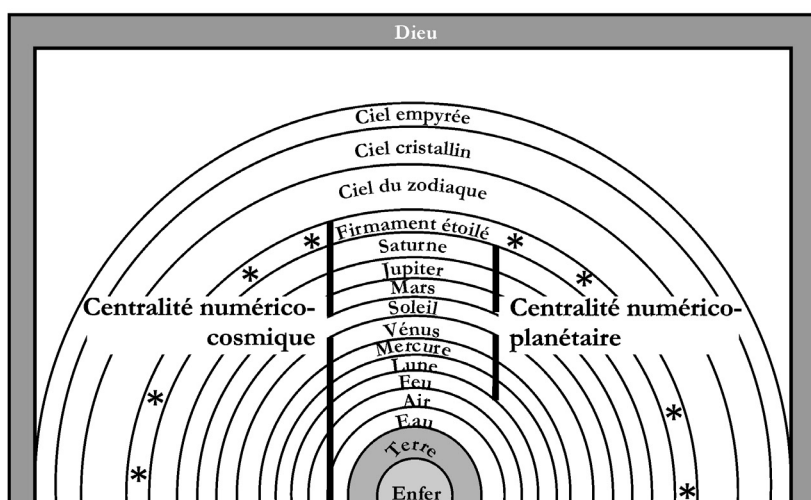 Dieu
Ciel empyrée
Ciel cristallin
Ciel du zodiaque
Firmament étoilé
Saturne
Jupiter
Mars
Soleil
Vénus
Mercure
Lune
Feu
Air
Eau
Terre
Enfer
Centralité numérico-
cosmique
Centralité numérico-
planétaire